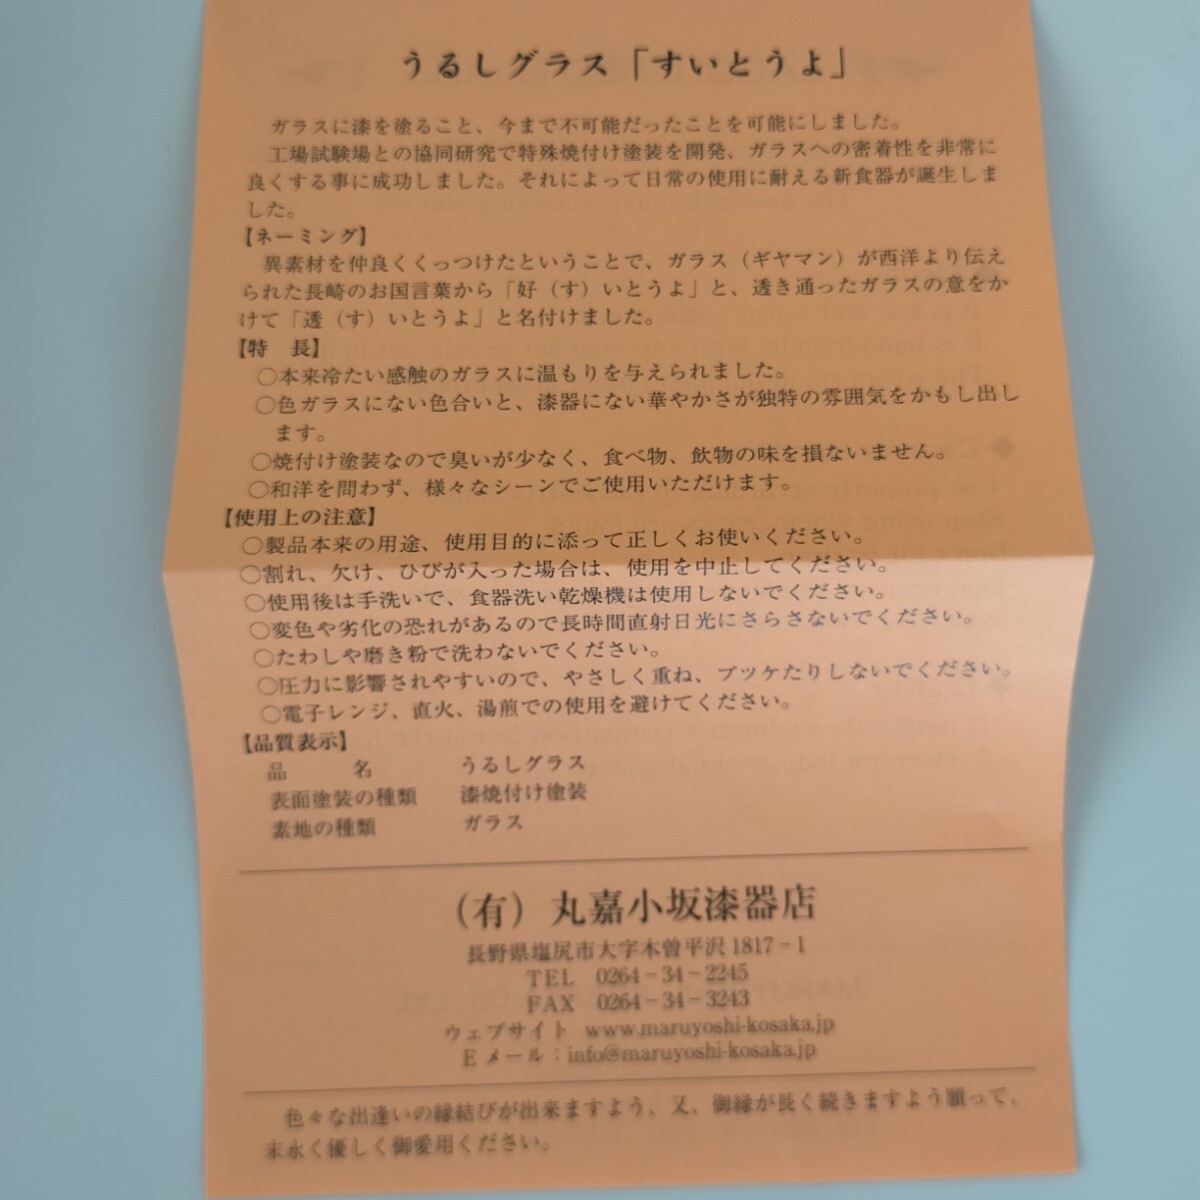 うるしグラス「すいとうよ」
ガラスに漆を塗ること、今まで不可能だったことを可能にしました。
工場試験場との協同研究で特殊焼付け塗装を開発、ガラスへの密着性を非常に
良くする事に成功しました。それによって日常の使用に耐える新食器が誕生しま
した。
【ネーミング】
異素材を仲良くくっつけたということで、ガラス（ギヤマン）が西洋より伝え
られた長崎のお国言葉から「好（す）いとうよ」と、透き通ったガラスの意をか
けて「透（す）いとうよ」と名付けました。
【特　長】
○本来冷たい感触のガラスに温もりを与えられました。
○色ガラスにない色合いと、漆器にない華やかさが独特の雰囲気をかもし出し
ます。
○焼付け塗装なので臭いが少なく、食べ物、飲物の味を損ないません。
○和洋を問わず、様々なシーンでご使用いただけます。
【使用上の注意】
○製品本来の用途、使用目的に添って正しくお使いください。
○割れ、欠け、ひびが入った場合は、使用を中止してください。
○使用後は手洗いで、食器洗い乾燥機は使用しないでください。
○変色や劣化の恐れがあるので長時間直射日光にさらさないでください。
○たわしや磨き粉で洗わないでください。
○圧力に影響されやすいので、やさしく重ね、ブツケたりしないでください。
○電子レンジ、直火、湯煎での使用を避けてください。
【品質表示】
品　　　名　　　うるしグラス
表面塗装の種類　漆焼付け塗装
素地の種類　　　ガラス
（有）丸嘉小坂漆器店
長野県塩尻市大字木曽平沢1817－1
TEL　0264－34－2245
FAX　0264－34－3243
ウェブサイト　www.maruyoshi-kosaka.jp
Eメール：info@maruyoshi-kosaka.jp
色々な出逢いの縁結びが出来ますよう、又、御縁が長く続きますよう願って、
末永く優しく御愛用ください。